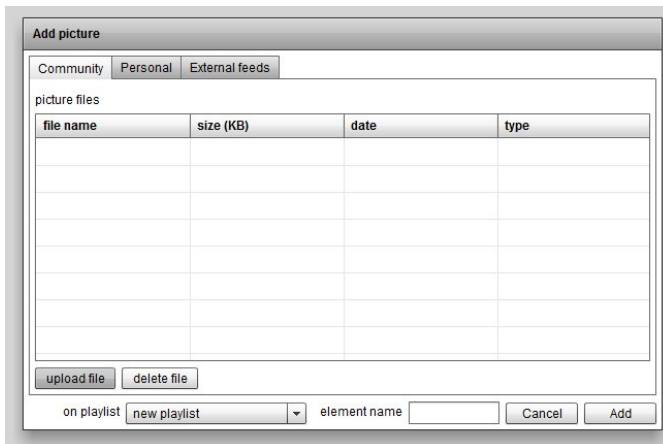 Add picture
Community Personal External feeds
picture files
file name size (KB) date type
upload file delete file
on playlist new playlist element name Cancel Add